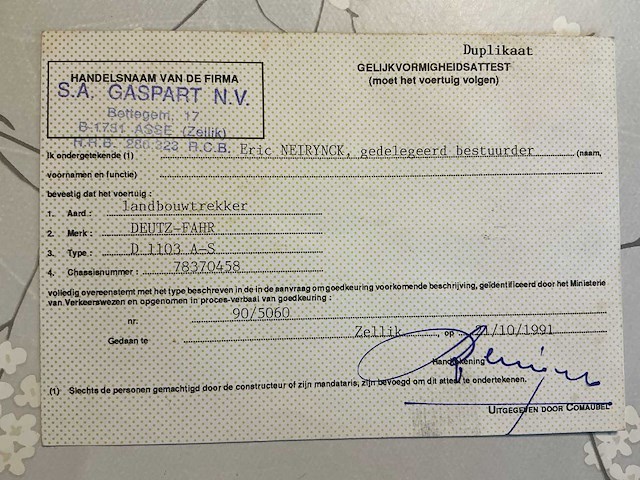 Duplikaat
GELIJKVORMIGHEIDSATTEST
(moet het voertuig volgen)
HANDELSNAAM VAN DE FIRMA
S.A. GASPART N.V.
17
B-1731 ASSE (Zellik)
H.R.B. R.C.B.
Ik ondergetekende (1) Eric NEIRYNCK, gedelegeerd bestuurder (naam,
voornamen en functie)
bevestig dat het voertuig :
1. Aard : landbouwtrekker
2. Merk : DEUTZ-FAHR
3. Type : D 1103 A-S
4. Chassisnummer : 78370458
volledig overeenstemt met het type beschreven in de in de aanvraag om goedkeuring voorkomende beschrijving, geïdentificeerd door het Ministerie
van Verkeerswezen en opgenomen in proces-verbaal van goedkeuring :
nr. 90/5060
Gedaan te Zellik , op 21/10/1991
Handtekening
(1) Slechts de personen gemachtigd door de constructeur of zijn mandataris, zijn bevoegd om dit attest te ondertekenen.
UITGEGEVEN DOOR COMAUBEL